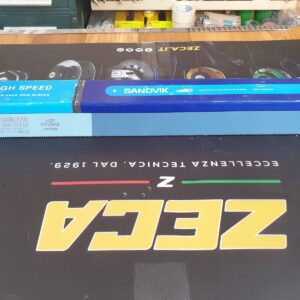 ZECA.IT
HIGH SPEED
SANDVIK
SANDVIK
ECCELLENZA TECNICA. DAL 1929.
Z
ZECA